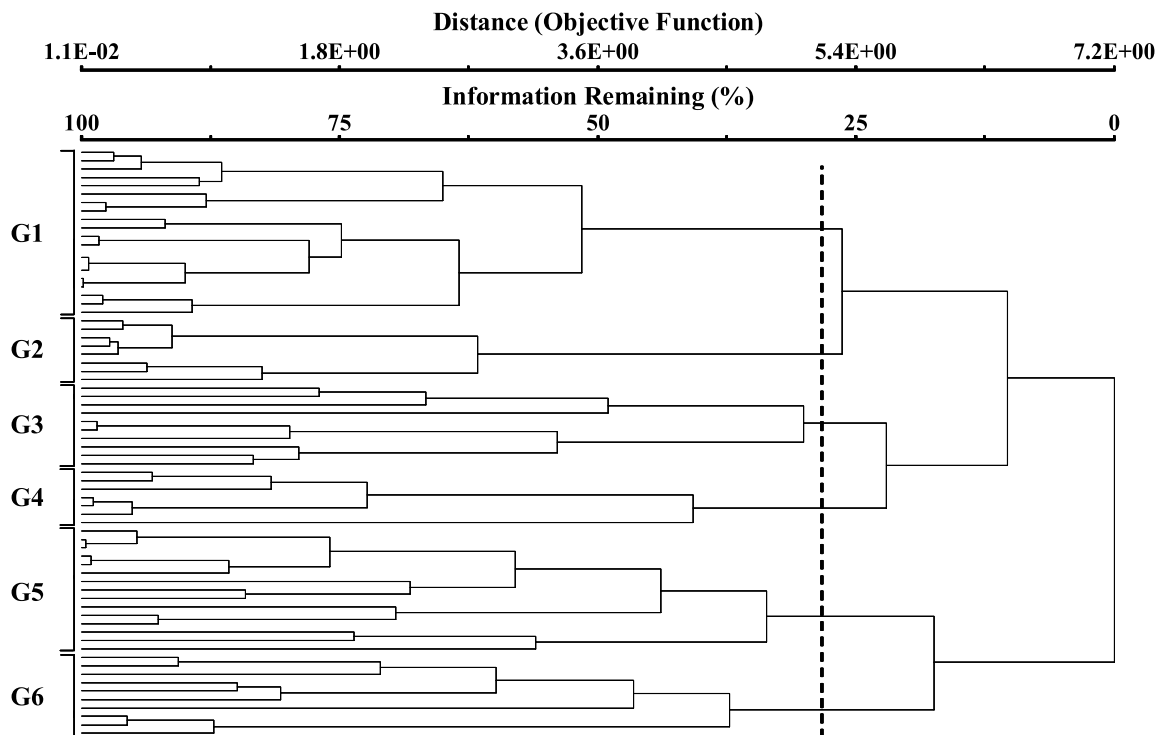 Distance (Objective Function)
1.1E-02 1.8E+00 3.6E+00 5.4E+00 7.2E+00
Information Remaining (%)
100 75 50 25 0
G1
G2
G3
G4
G5
G6